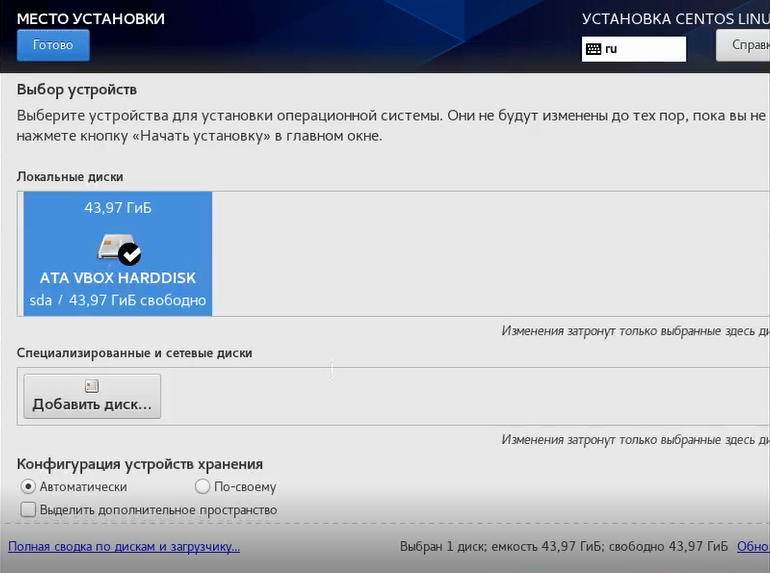 МЕСТО УСТАНОВКИ
УСТАНОВКА CENTOS LINU
Готово
ru
Справк
Выбор устройств
Выберите устройства для установки операционной системы. Они не будут изменены до тех пор, пока вы не
нажмете кнопку «Начать установку» в главном окне.
Локальные диски
43,97 ГиБ
ATA VBOX HARDDISK
sda / 43,97 ГиБ свободно
Изменения затронут только выбранные здесь ди
Специализированные и сетевые диски
Добавить диск...
Изменения затронут только выбранные здесь ди
Конфигурация устройств хранения
Автоматически
По-своему
Выделить дополнительное пространство
Полная сводка по дискам и загрузчику...
Выбран 1 диск; емкость 43,97 ГиБ; свободно 43,97 ГиБ
Обно